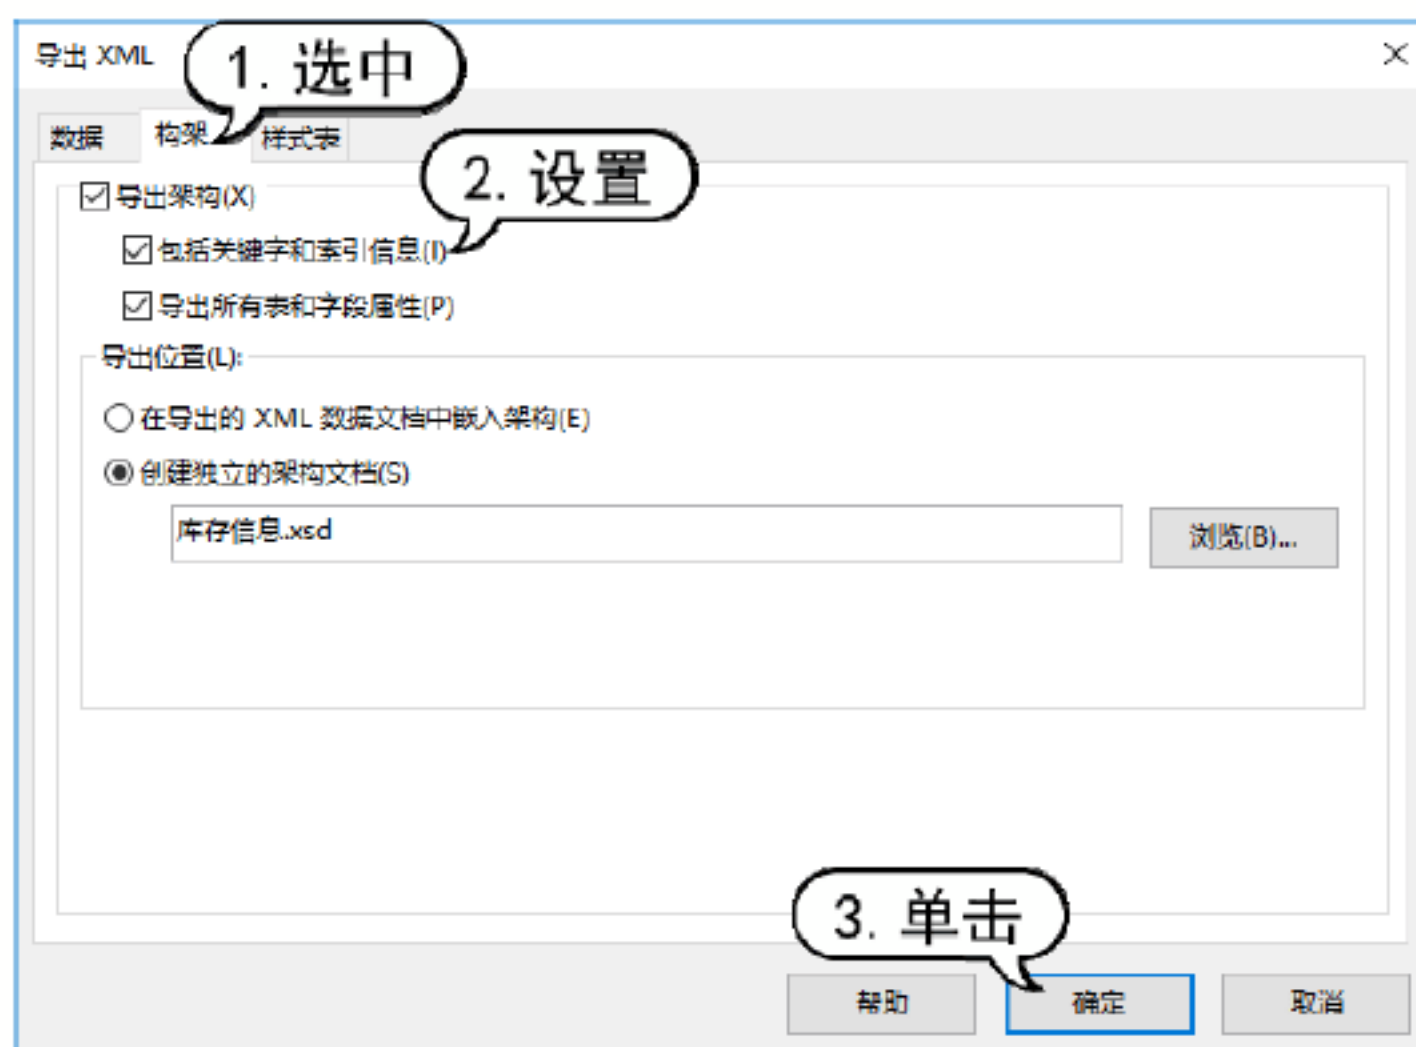 导出 XML
1. 选中
数据 构架 样式表
2. 设置
导出架构(X)
包括关键字和索引信息(I)
导出所有表和字段属性(P)
导出位置(L):
在导出的 XML 数据文档中嵌入架构(E)
创建独立的架构文档(S)
库存信息.xsd
浏览(B)...
3. 单击
帮助 确定 取消